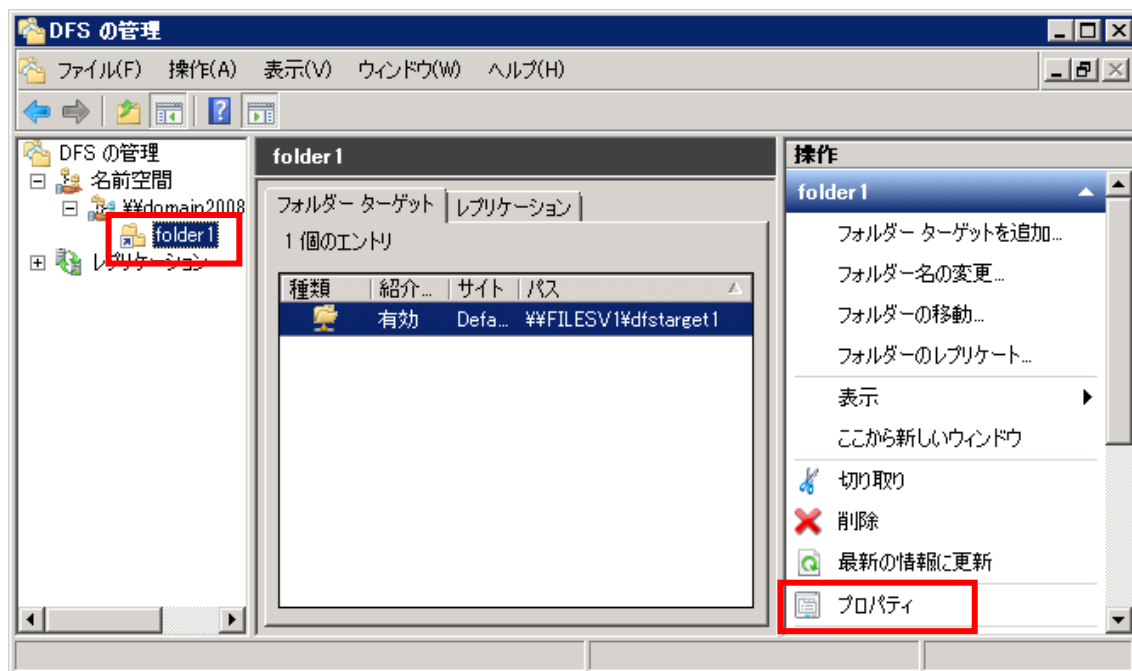 DFS の管理
ファイル(F) 操作(A) 表示(V) ウィンドウ(W) ヘルプ(H)
DFS の管理
名前空間
¥¥domain2008
folder1
レプリケーション
folder1
フォルダー ターゲット レプリケーション
1 個のエントリ
種類 紹介... サイト パス
有効 Defa... ¥¥FILESV1¥dfstarget1
操作
folder1
フォルダー ターゲットを追加...
フォルダー名の変更...
フォルダーの移動...
フォルダーのレプリケート...
表示
ここから新しいウィンドウ
切り取り
削除
最新の情報に更新
プロパティ